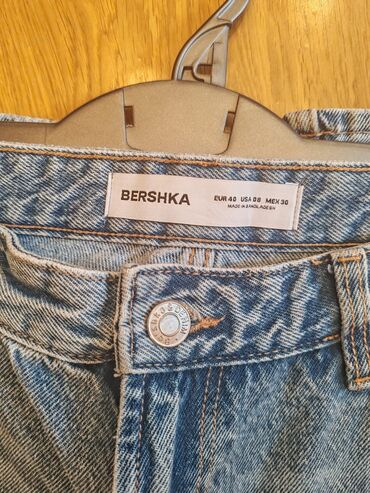 BERSHKA
EUR 40 USA 08 MEX 30
MADE IN BANGLADESH